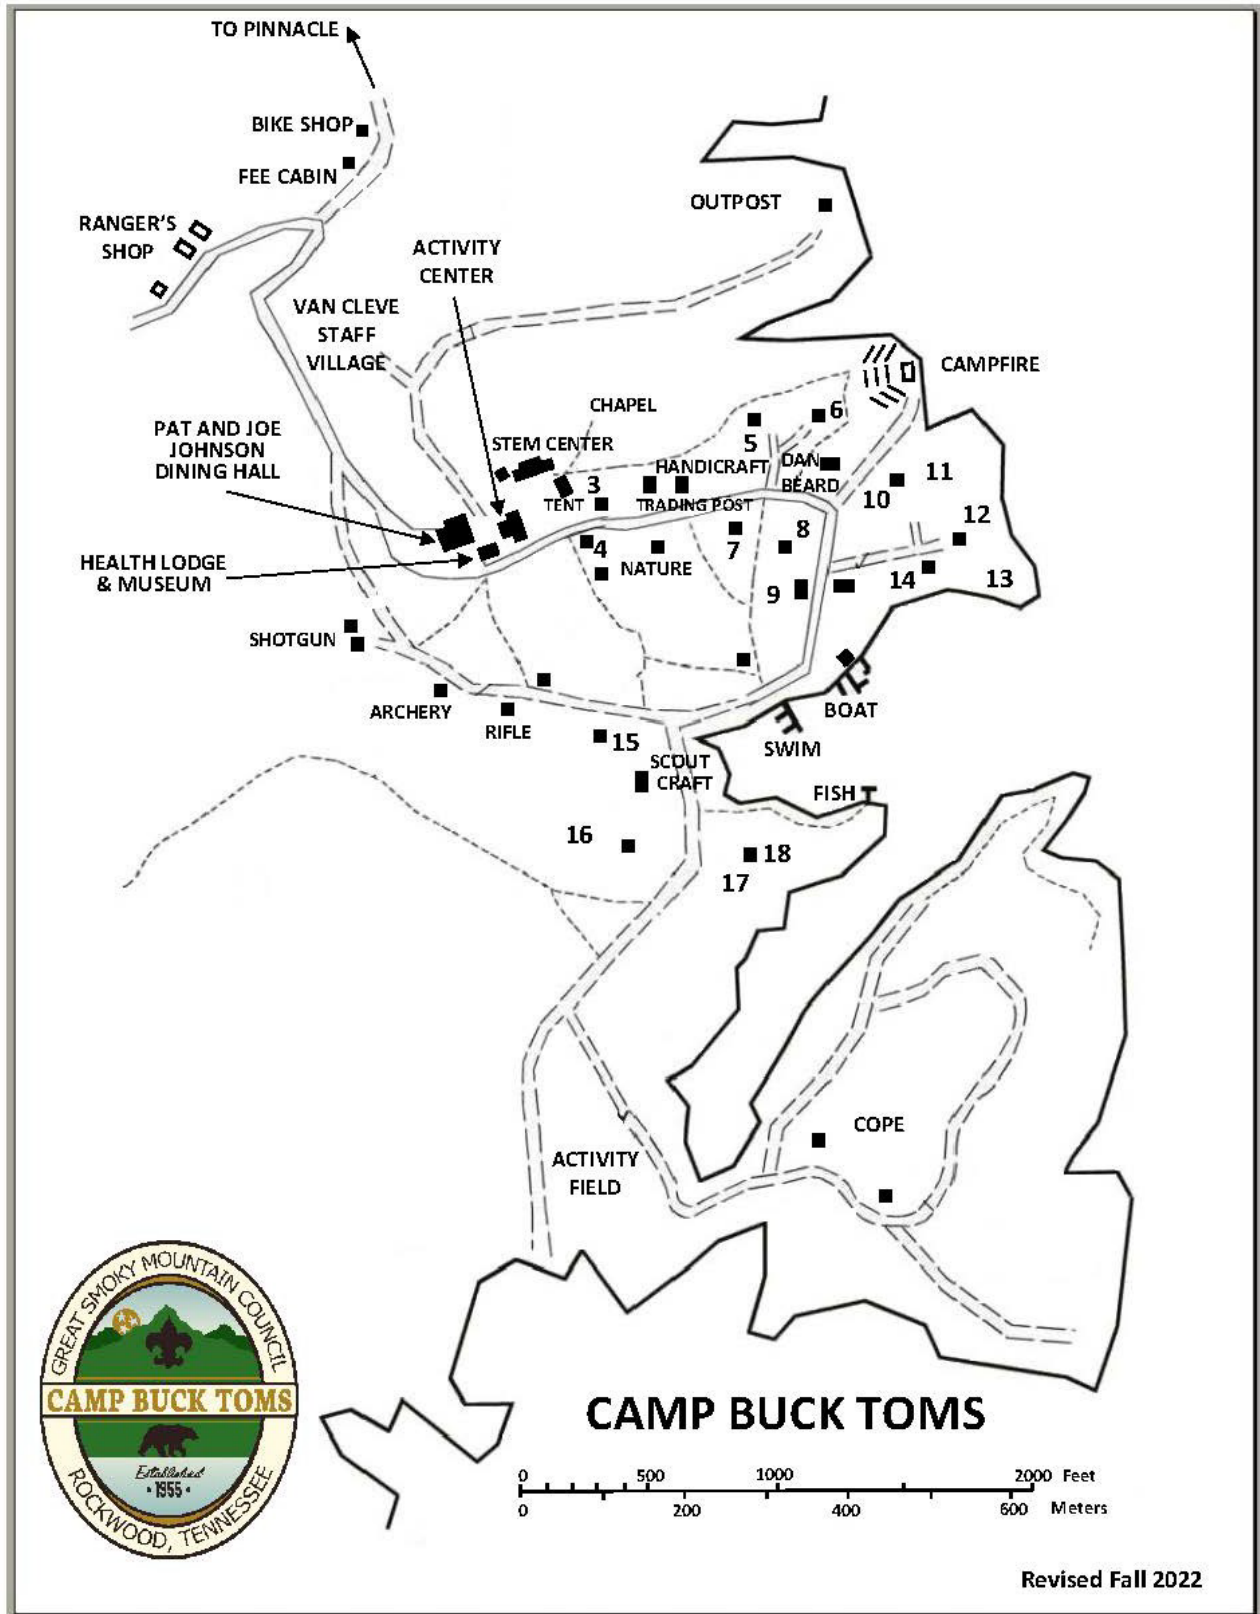 TO PINNACLE
BIKE SHOP
FEE CABIN
RANGER'S
SHOP
OUTPOST
ACTIVITY
CENTER
VAN CLEVE
STAFF
VILLAGE
CAMPFIRE
CHAPEL
6
PAT AND JOE
JOHNSON
DINING HALL
STEM CENTER
5
HANDICRAFT
DAN
BEARD
11
3
TENT
TRADING POST
10
12
8
4
7
NATURE
HEALTH LODGE
& MUSEUM
9
14
13
SHOTGUN
ARCHERY
RIFLE
BOAT
15
SWIM
SCOUT
CRAFT
FISH
16
18
17
COPE
ACTIVITY
FIELD
GREAT SMOKY MOUNTAIN COUNCIL
CAMP BUCK TOMS
Established
• 1955 •
ROCKWOOD, TENNESSEE
CAMP BUCK TOMS
0 500 1000 2000 Feet
0 200 400 600 Meters
Revised Fall 2022